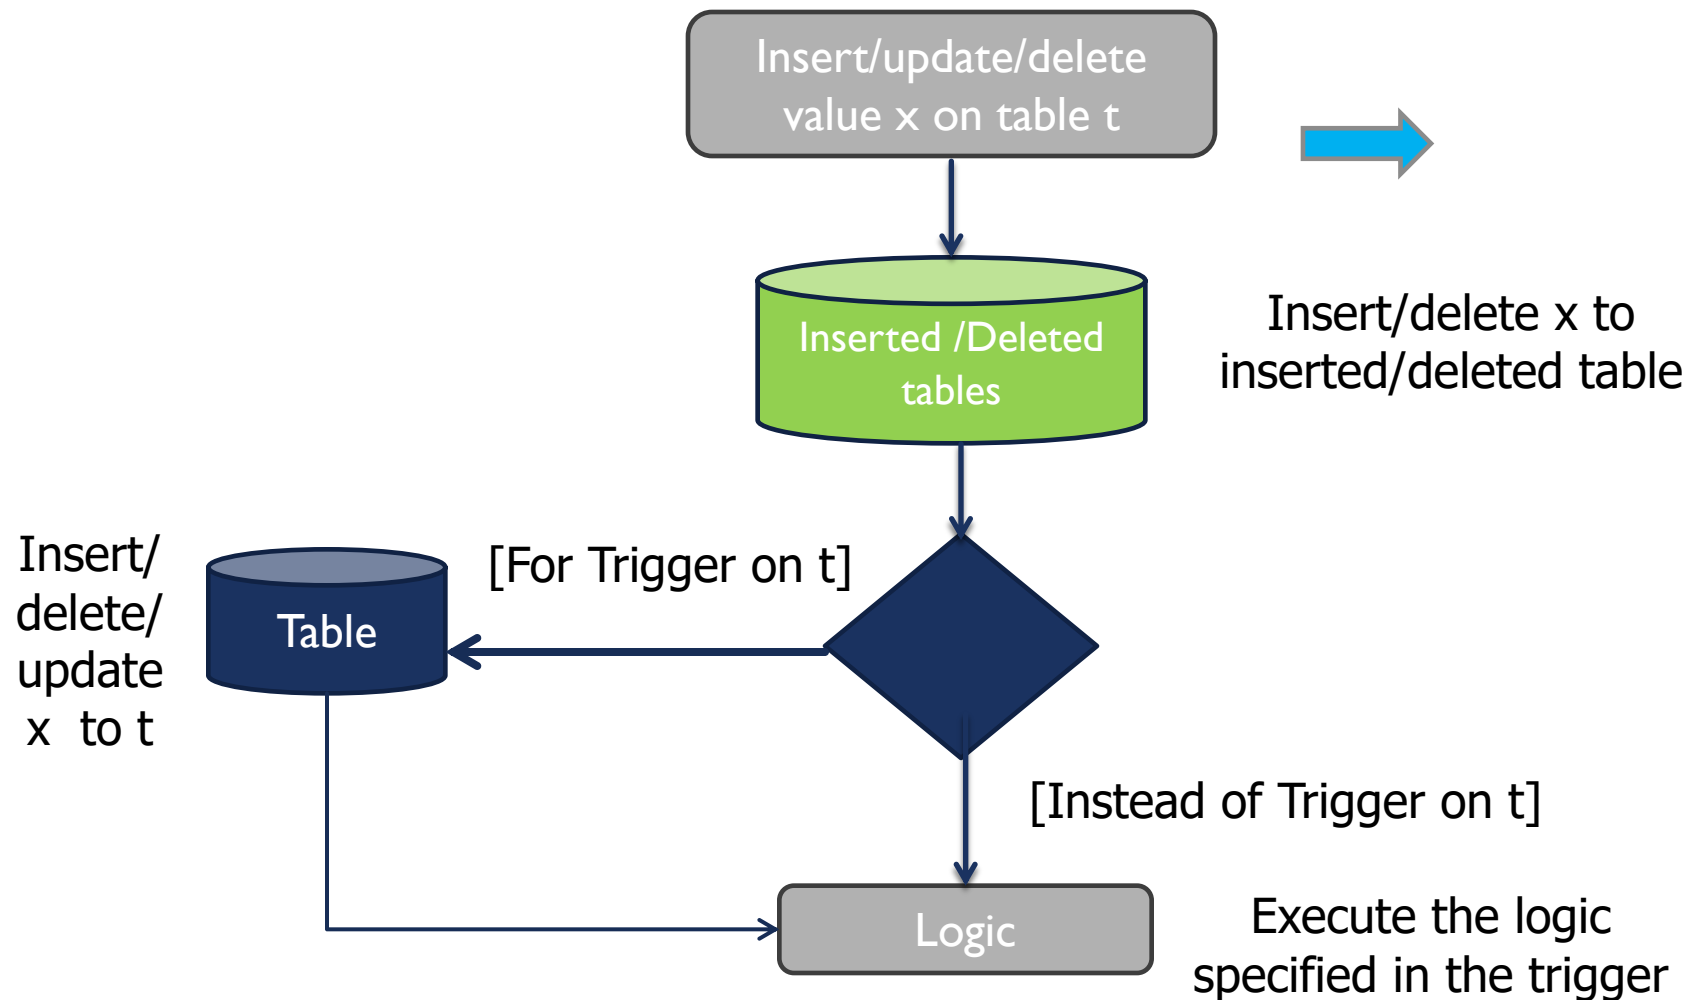 Insert/update/delete
value x on table t
Inserted /Deleted
tables
Insert/delete x to
inserted/deleted table
Insert/
delete/
update
x  to t
Table
[For Trigger on t]
[Instead of Trigger on t]
Logic
Execute the logic
specified in the trigger